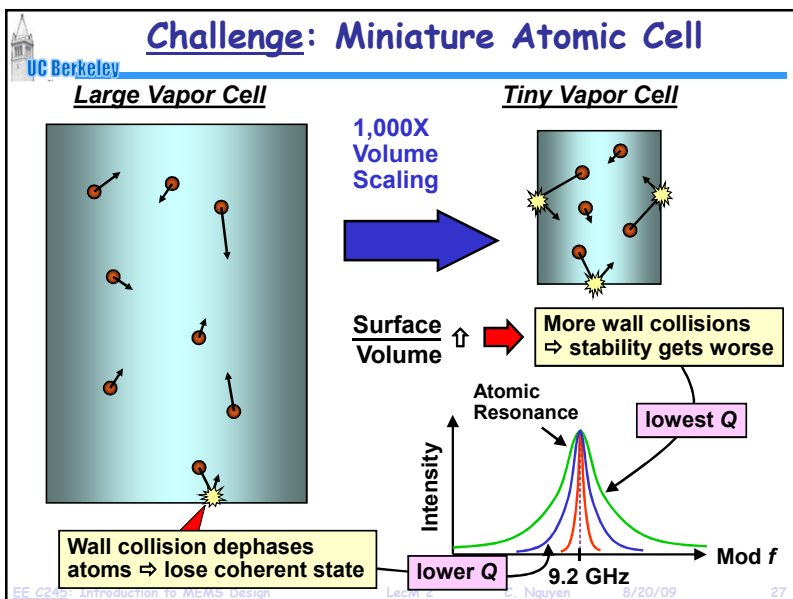 Challenge: Miniature Atomic Cell
UC Berkeley
Large Vapor Cell
Tiny Vapor Cell
1,000X
Volume
Scaling
Surface
Volume
⇧
More wall collisions
⇨ stability gets worse
Atomic
Resonance
lowest Q
Intensity
Wall collision dephases
atoms ⇨ lose coherent state
lower Q
9.2 GHz
Mod f
EE C245: Introduction to MEMS Design LecM 2 C. Nguyen 8/20/09 27